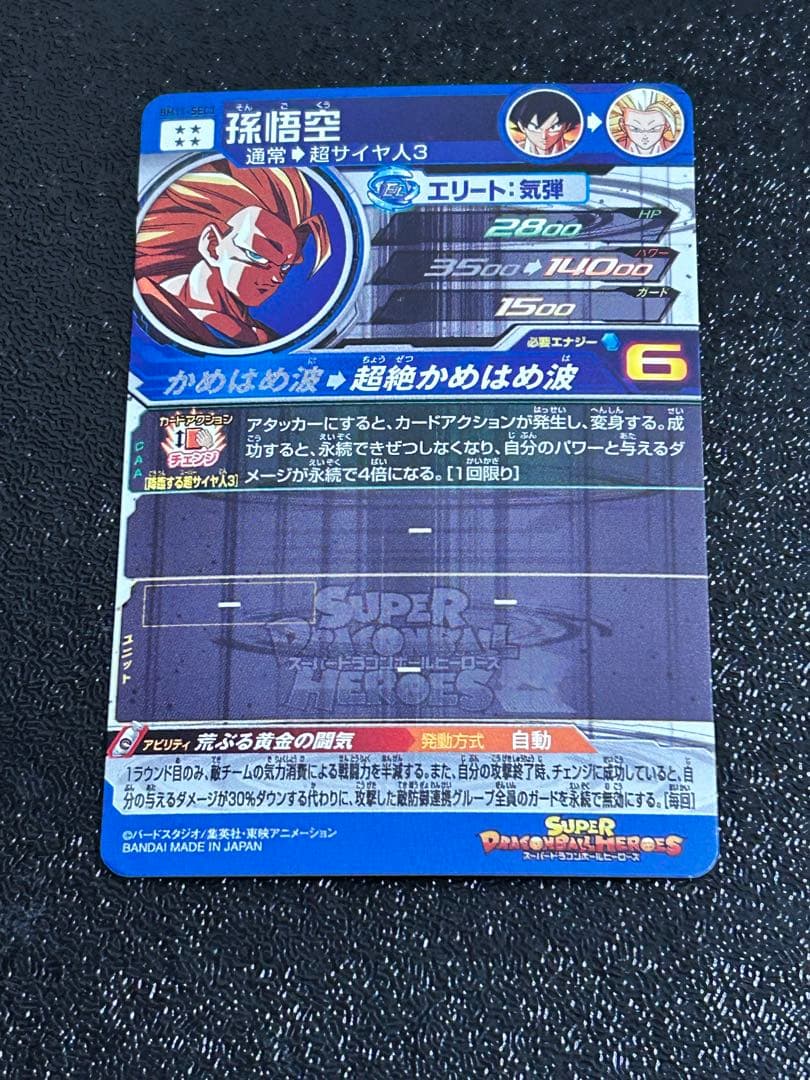 BM11-SEC3
孫悟空
通常➡超サイヤ人3
エリート:気弾
HP
2800
パワー
3500➡14000
ガード
1500
必要エナジー
6
かめはめ波➡超絶かめはめ波
CAA
カードアクション
チェンジ
[降臨する超サイヤ人3]
アタッカーにすると、カードアクションが発生し、変身する。成
功すると、永続できぜつしなくなり、自分のパワーと与えるダ
メージが永続で4倍になる。[1回限り]
ー
ユニット
ー
ー
ー
SUPER
DRAGONBALL
スーパードラゴンボールヒーローズ
HEROES
アビリティ 荒ぶる黄金の闘気 発動方式 自動
1ラウンド目のみ、敵チームの気力消費による戦闘力を半減する。また、自分の攻撃終了時、チェンジに成功していると、自
分の与えるダメージが30%ダウンする代わりに、攻撃した敵防御連携グループ全員のガードを永続で無効にする。[毎回]
©バードスタジオ/集英社・東映アニメーション
BANDAI MADE IN JAPAN
SUPER
DRAGONBALL HEROES
スーパードラゴンボールヒーローズ